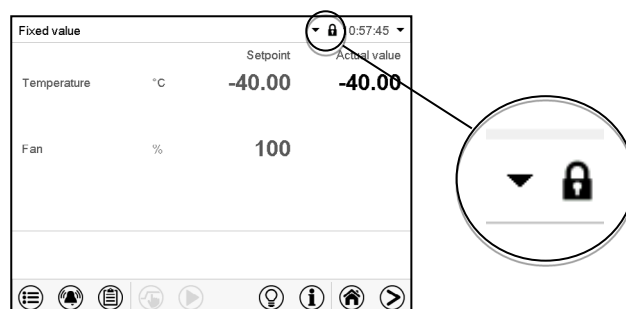 Fixed value 0:57:45
Setpoint Actual value
Temperature °C -40.00 -40.00
Fan % 100